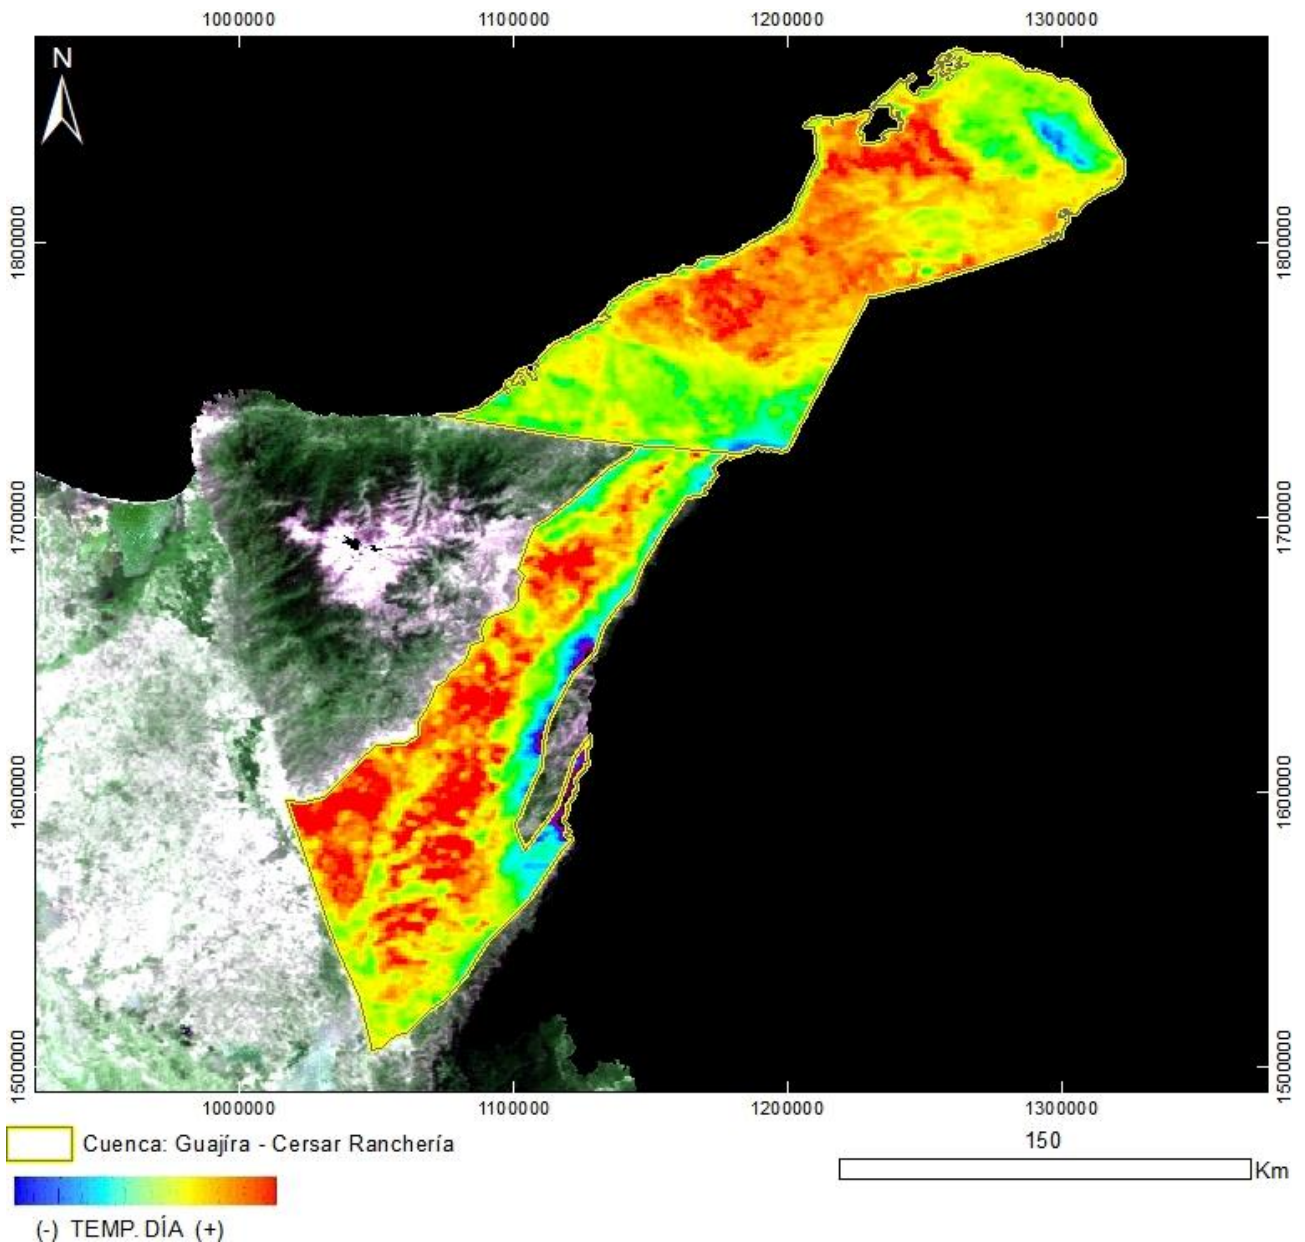 1000000 1100000 1200000 1300000
N
1800000 1800000
1700000 1700000
1600000 1600000
1500000 1500000
1000000 1100000 1200000 1300000
Cuenca: Guajíra - Cersar Ranchería
150
Km
(-) TEMP. DÍA (+)